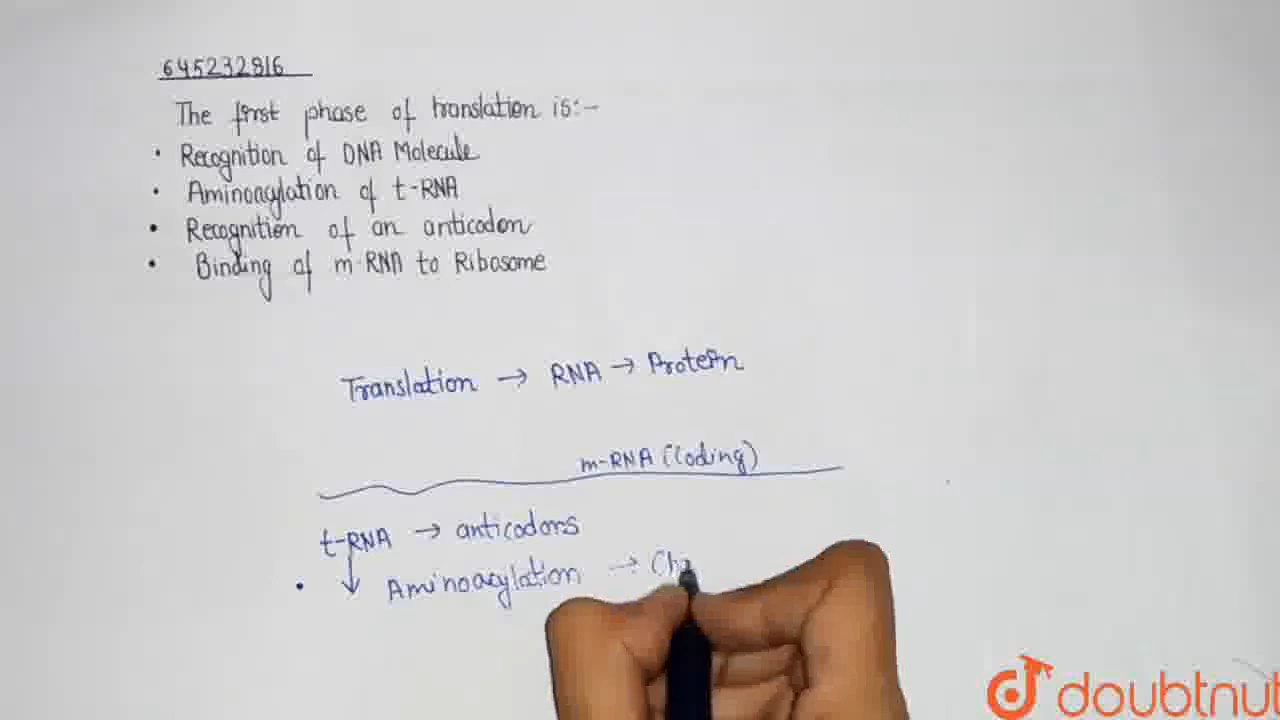 645232816
The first phase of translation is:-
• Recognition of DNA Molecule
• Aminoacylation of t-RNA
• Recognition of an anticodon
• Binding of m-RNA to Ribosome
Translation → RNA → Protein
m-RNA (Coding)
t-RNA → anticodons
• ↓ Aminoacylation → Cha
doubtnut